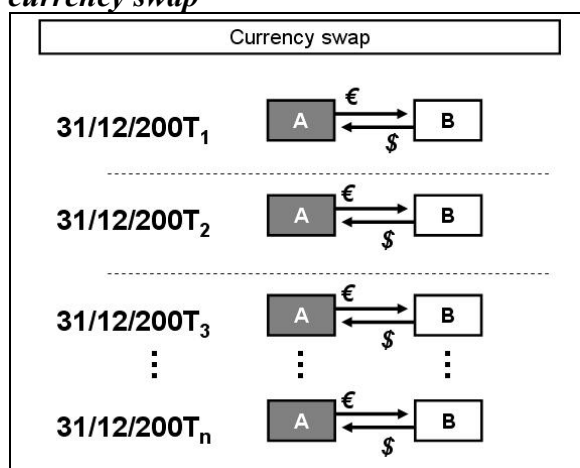 currency swap
Currency swap
31/12/200T₁ A € $ B
31/12/200T₂ A € $ B
31/12/200T₃ A € $ B
31/12/200Tₙ A € $ B